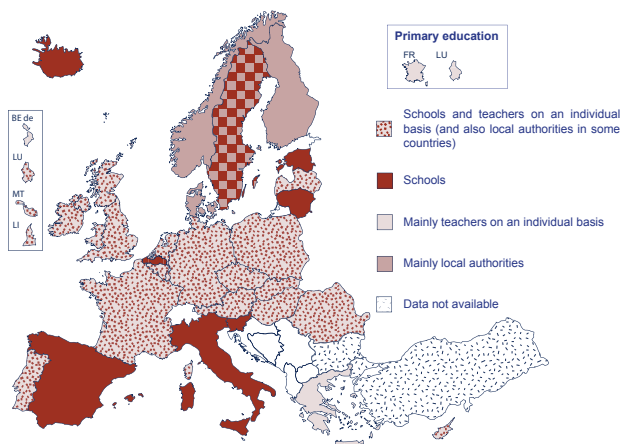 Primary education
FR LU
BE de
LU
MT
LI
Schools and teachers on an individual
basis (and also local authorities in some
countries)
Schools
Mainly teachers on an individual basis
Mainly local authorities
Data not available